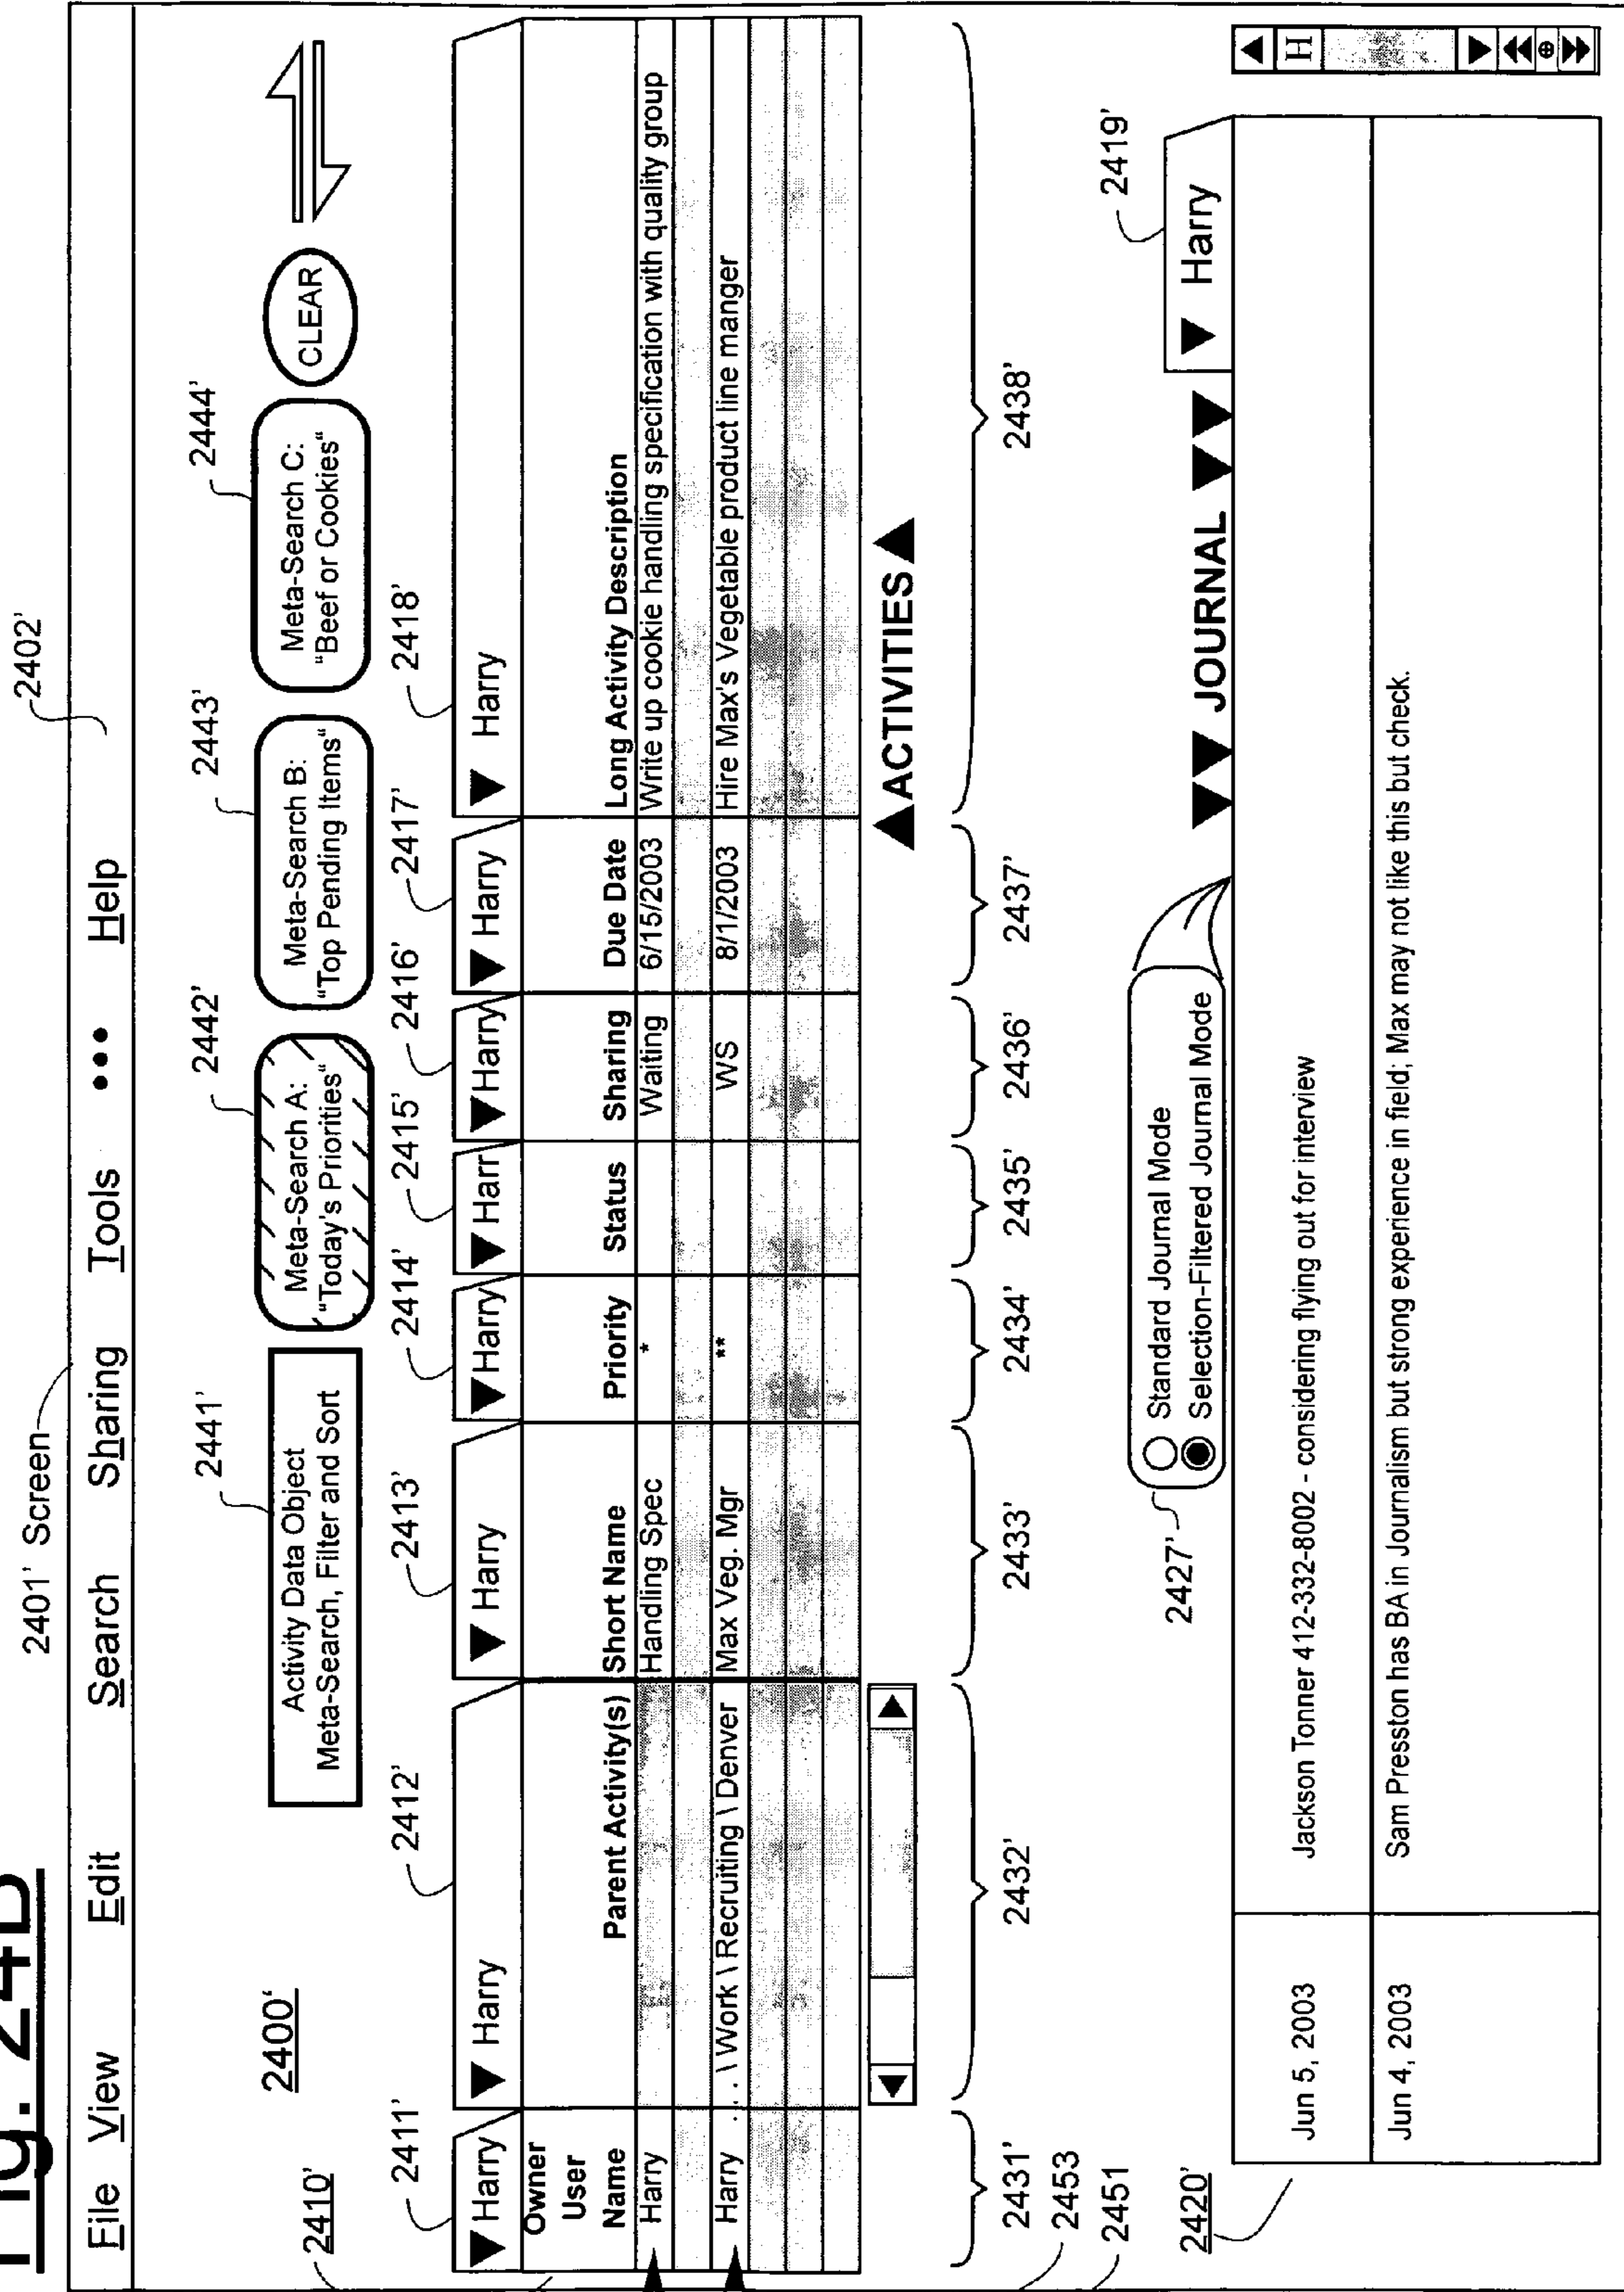 Fig. 24B
2401' Screen
2402'
File View Edit Search Sharing Tools ••• Help
2400'
2441'
2442'
2443'
2444'
Activity Data Object
Meta-Search, Filter and Sort
Meta-Search A:
"Today's Priorities"
Meta-Search B:
"Top Pending Items"
Meta-Search C:
"Beef or Cookies"
CLEAR
2410'
2411' 2412' 2413' 2414' 2415' 2416' 2417' 2418'
▼ Harry ▼ Harry ▼ Harry ▼ Harry ▼ Harr ▼ Harry ▼ Harry ▼ Harry
Owner
User
Name Parent Activity(s) Short Name Priority Status Sharing Due Date Long Activity Description
Harry Handling Spec * Waiting 6/15/2003 Write up cookie handling specification with quality group
Harry . . . \ Work \ Recruiting \ Denver Max Veg. Mgr ** WS 8/1/2003 Hire Max's Vegetable product line manger
▲ACTIVITIES▲
2431' 2432' 2433' 2434' 2435' 2436' 2437' 2438'
2453
2451
2427'
Standard Journal Mode
Selection-Filtered Journal Mode
▼▼ JOURNAL ▼▼
2419'
▼ Harry
H
2420'
Jun 5, 2003 Jackson Tonner 412-332-8002 - considering flying out for interview
Jun 4, 2003 Sam Presston has BA in Journalism but strong experience in field; Max may not like this but check.